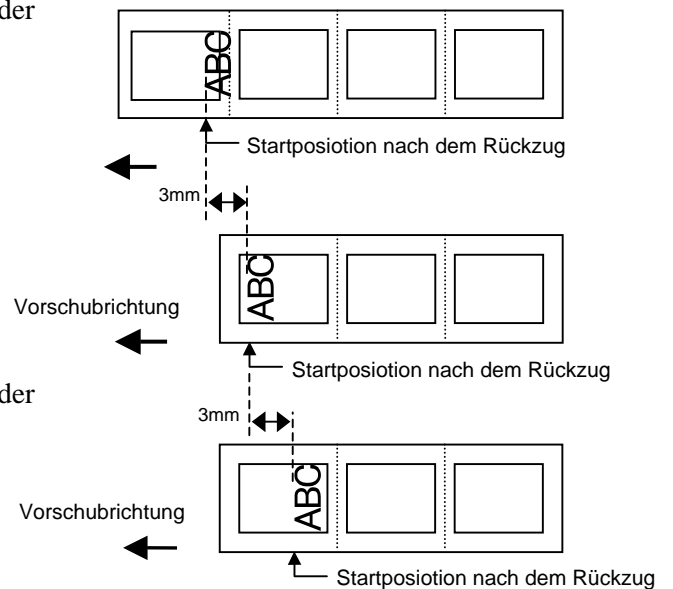 der
ABC
Startposiotion nach dem Rückzug
3mm
ABC
Vorschubrichtung
Startposiotion nach dem Rückzug
der
3mm
ABC
Vorschubrichtung
Startposiotion nach dem Rückzug